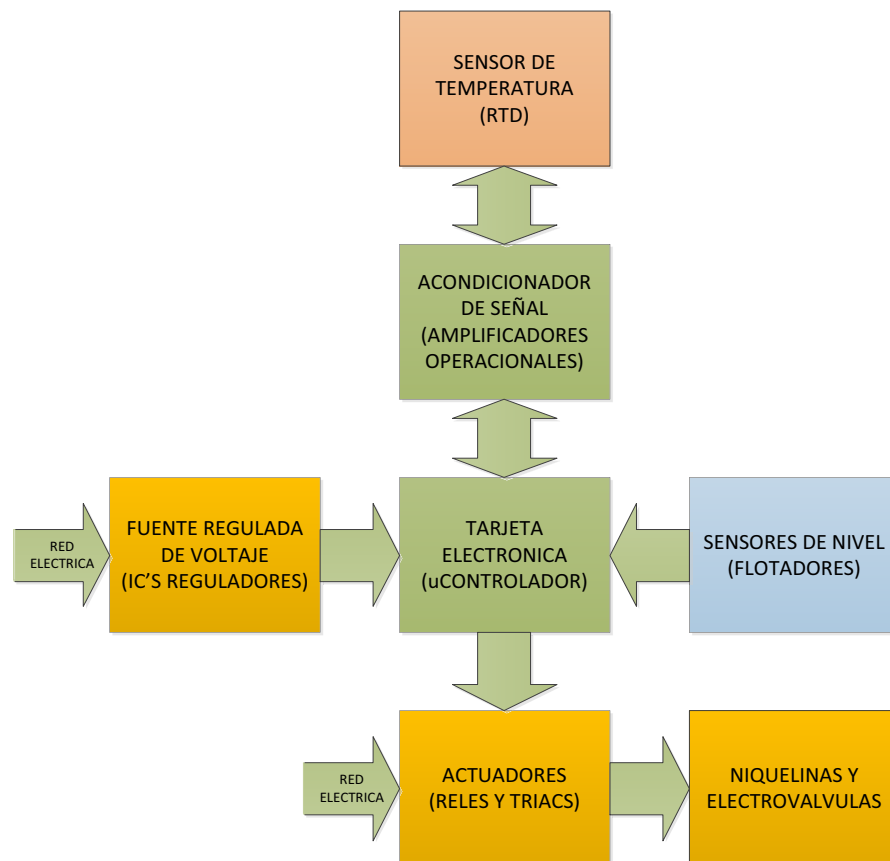 SENSOR DE
TEMPERATURA
(RTD)
ACONDICIONADOR
DE SEÑAL
(AMPLIFICADORES
OPERACIONALES)
RED
ELECTRICA
FUENTE REGULADA
DE VOLTAJE
(IC'S REGULADORES)
TARJETA
ELECTRONICA
(uCONTROLADOR)
SENSORES DE NIVEL
(FLOTADORES)
RED
ELECTRICA
ACTUADORES
(RELES Y TRIACS)
NIQUELINAS Y
ELECTROVALVULAS